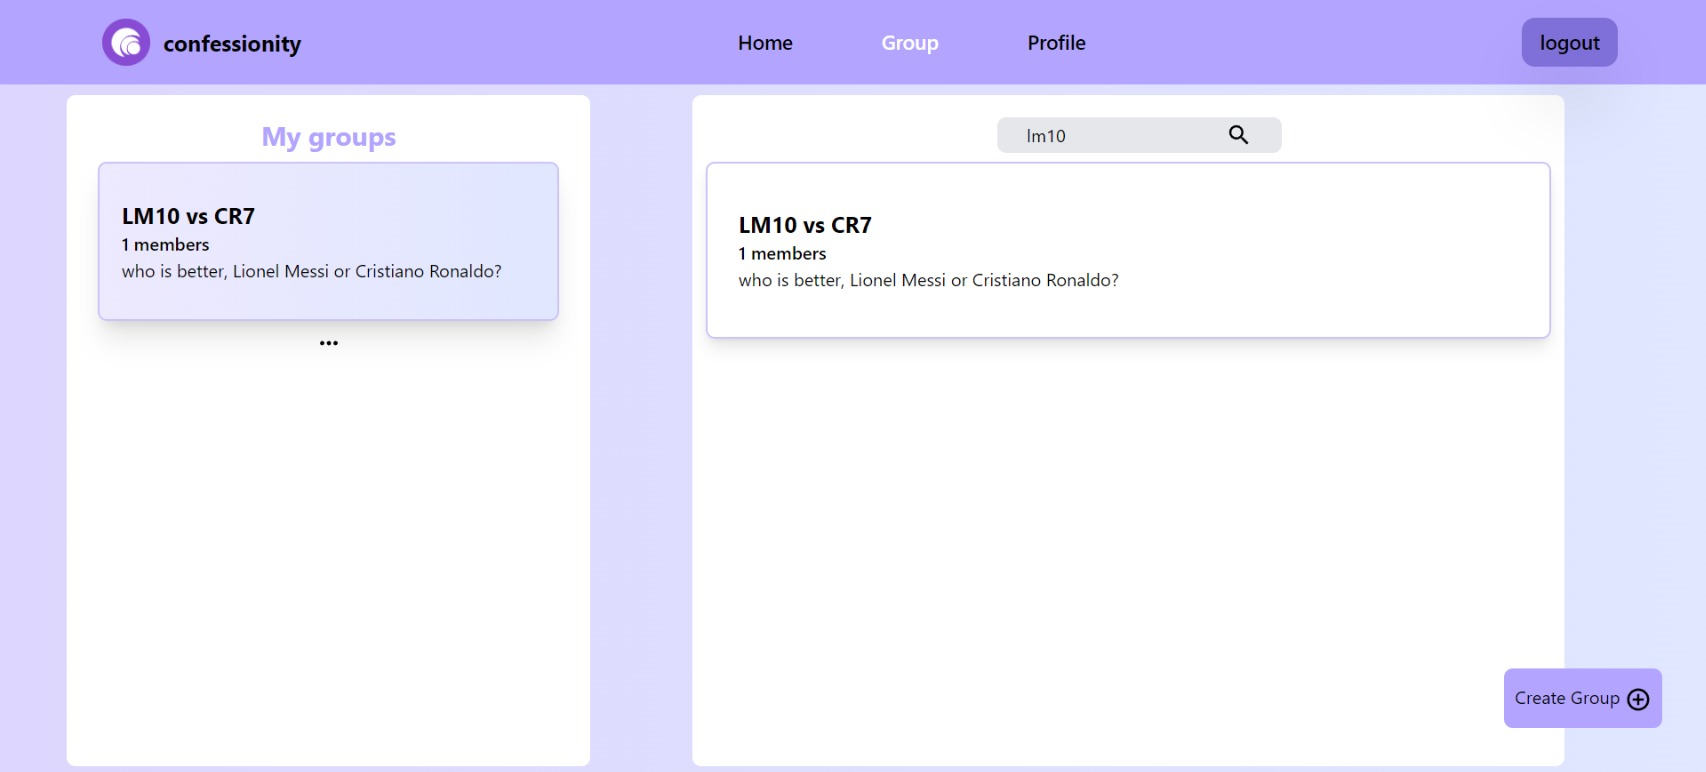 confessionity
Home
Group
Profile
logout
My groups
LM10 vs CR7
1 members
who is better, Lionel Messi or Cristiano Ronaldo?
...
lm10
LM10 vs CR7
1 members
who is better, Lionel Messi or Cristiano Ronaldo?
Create Group